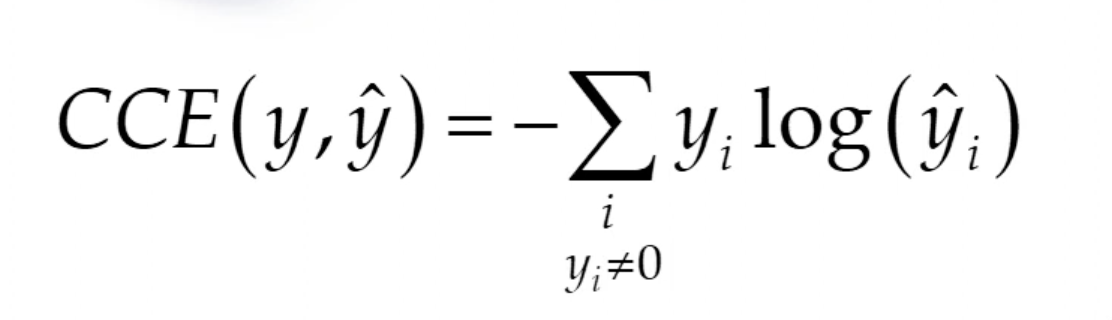 CCE(y,ŷ) = −∑ yᵢ log(ŷᵢ)
i
yᵢ≠0